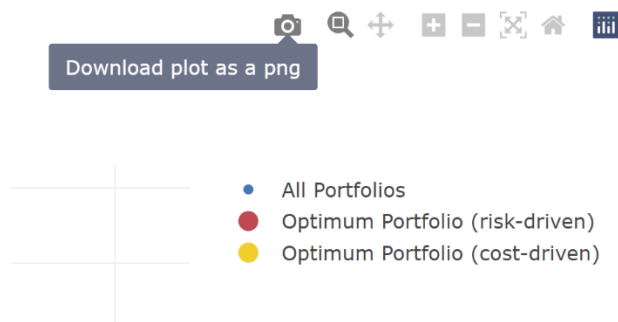 Download plot as a png
All Portfolios
Optimum Portfolio (risk-driven)
Optimum Portfolio (cost-driven)